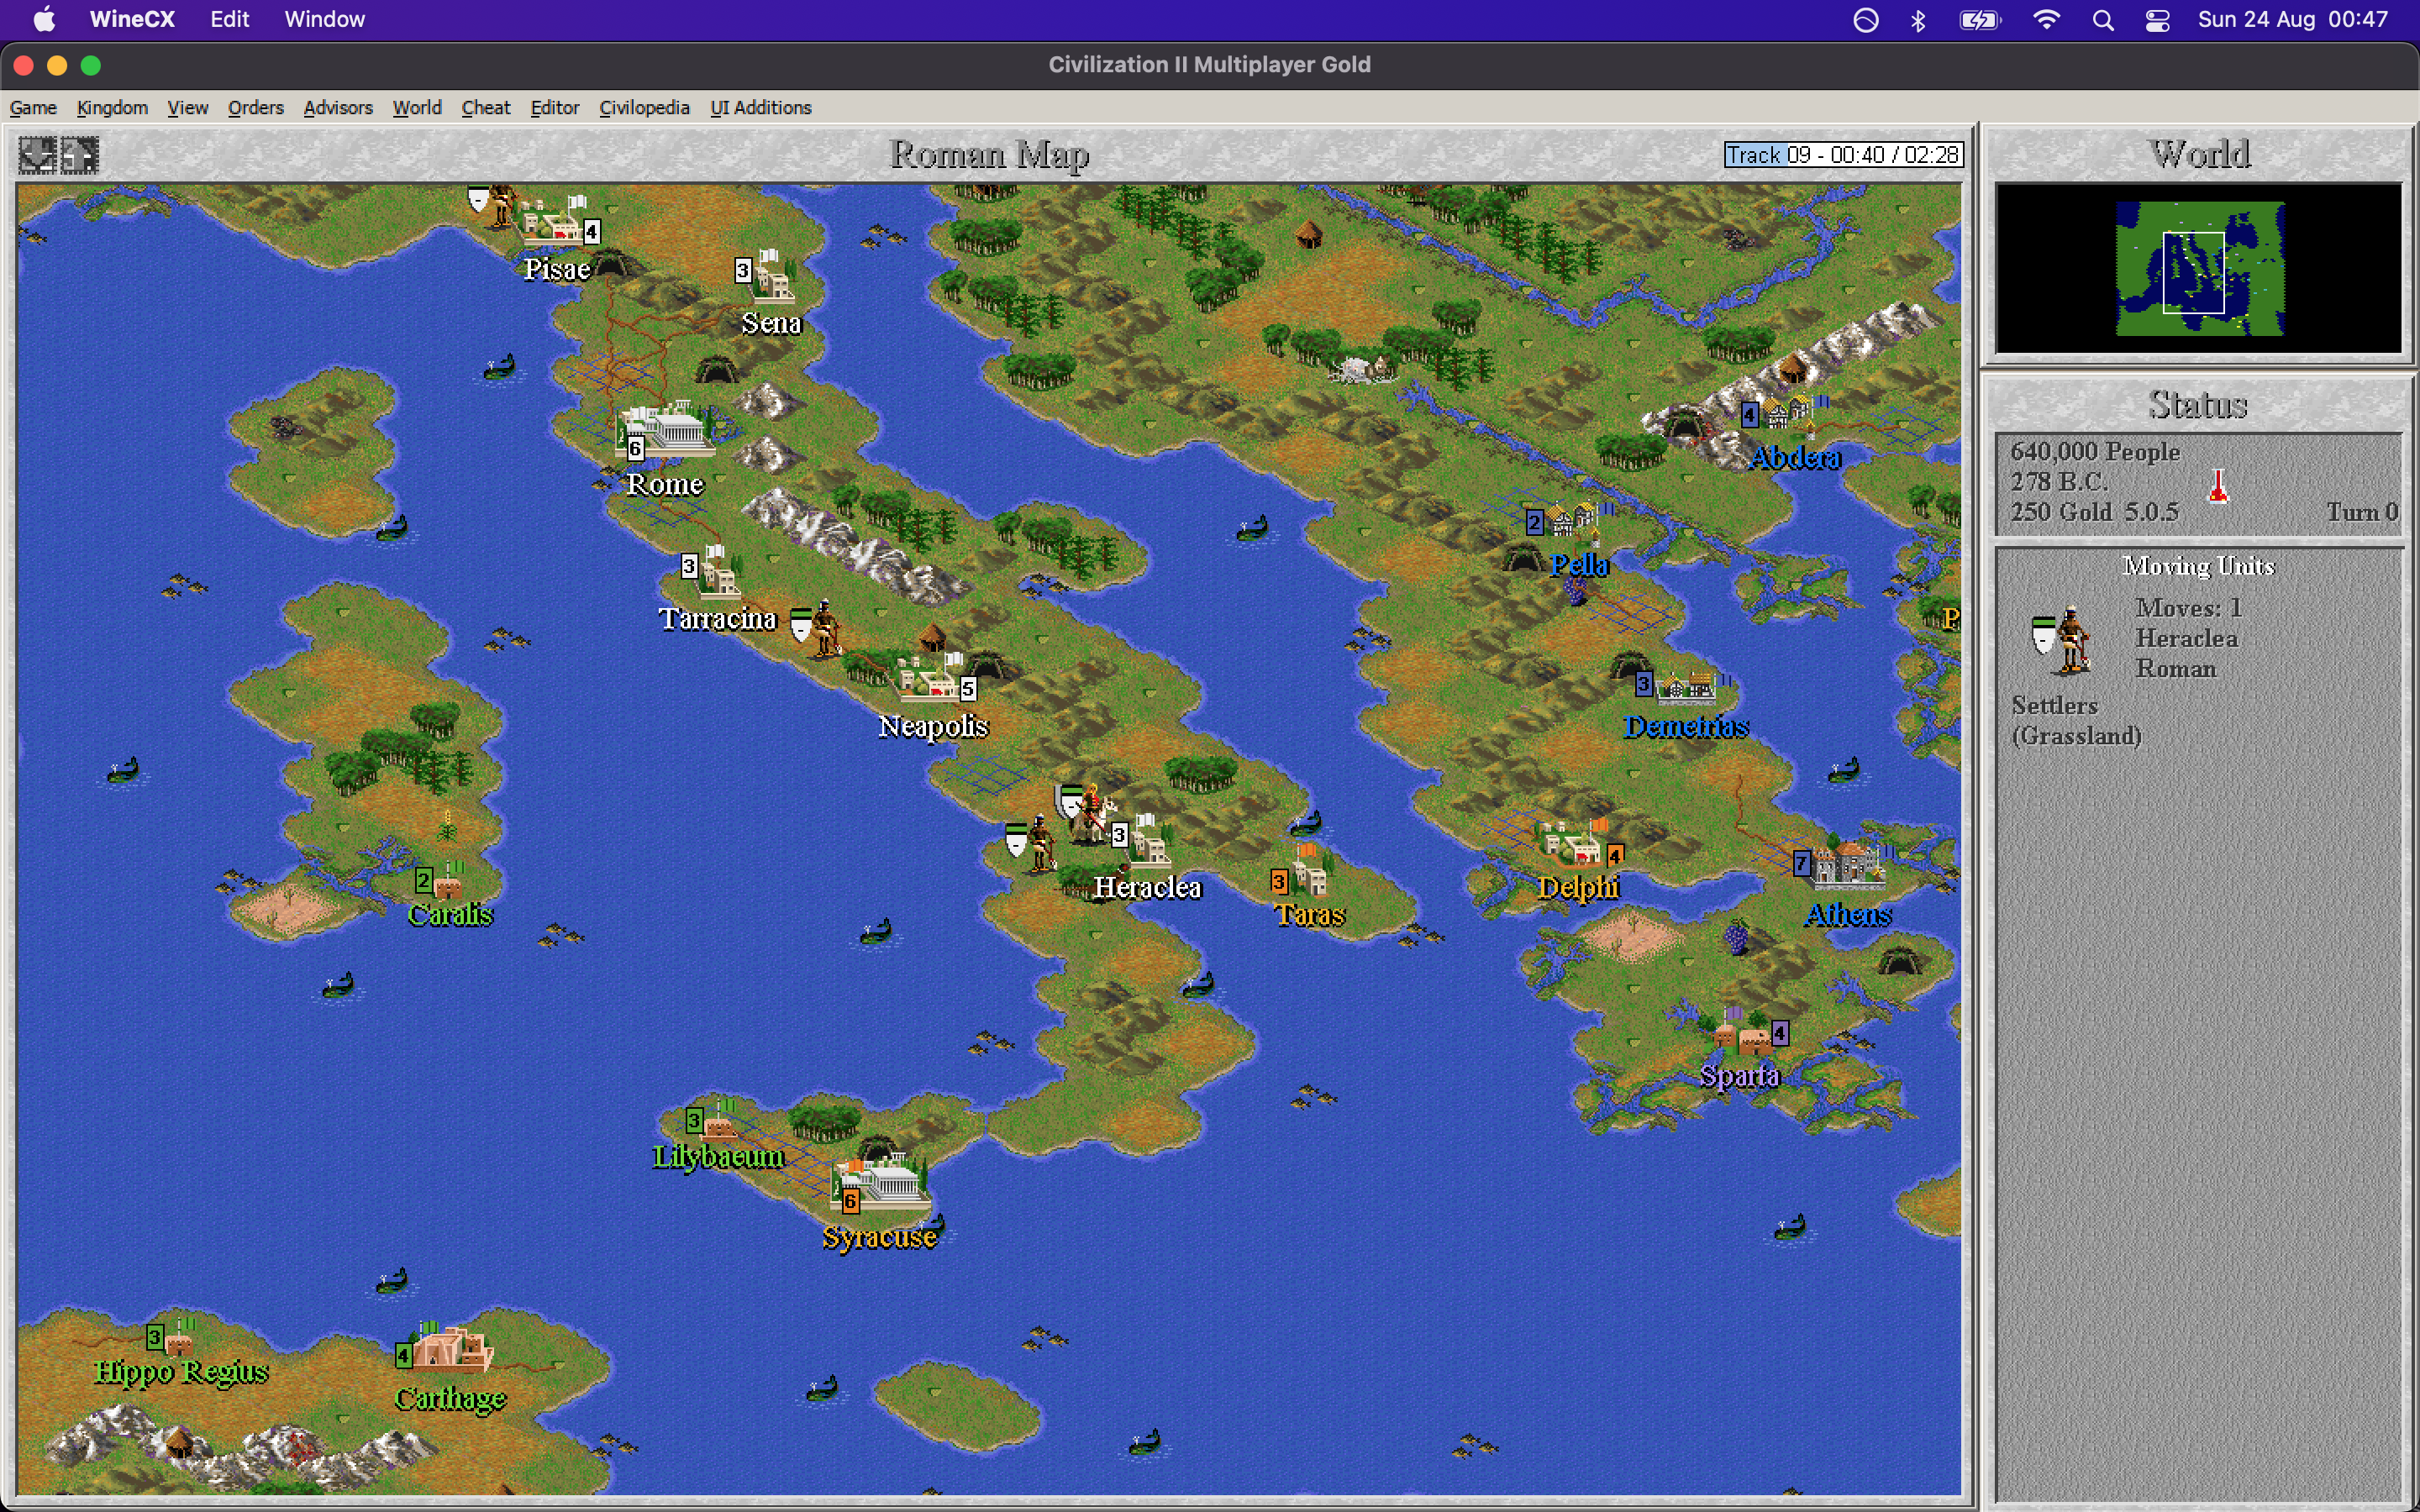 WineCX Edit Window Sun 24 Aug 00:47
Civilization II Multiplayer Gold
Game Kingdom View Orders Advisors World Cheat Editor Civilopedia UI Additions
Roman Map
Track 09 - 00:40 / 02:28
World
4
Pisae
3
Sena
6
Rome
4
Abdera
2
Pella
3
Tarracina
P
5
Neapolis
3
Demetrias
3
Heraclea
3
Taras
4
Delphi
7
Athens
2
Caralis
4
Sparta
3
Lilybaeum
6
Syracuse
3
Hippo Regius
4
Carthage
Status
640,000 People
278 B.C.
250 Gold 5.0.5 Turn 0
Moving Units
Moves: 1
Heraclea
Roman
Settlers
(Grassland)